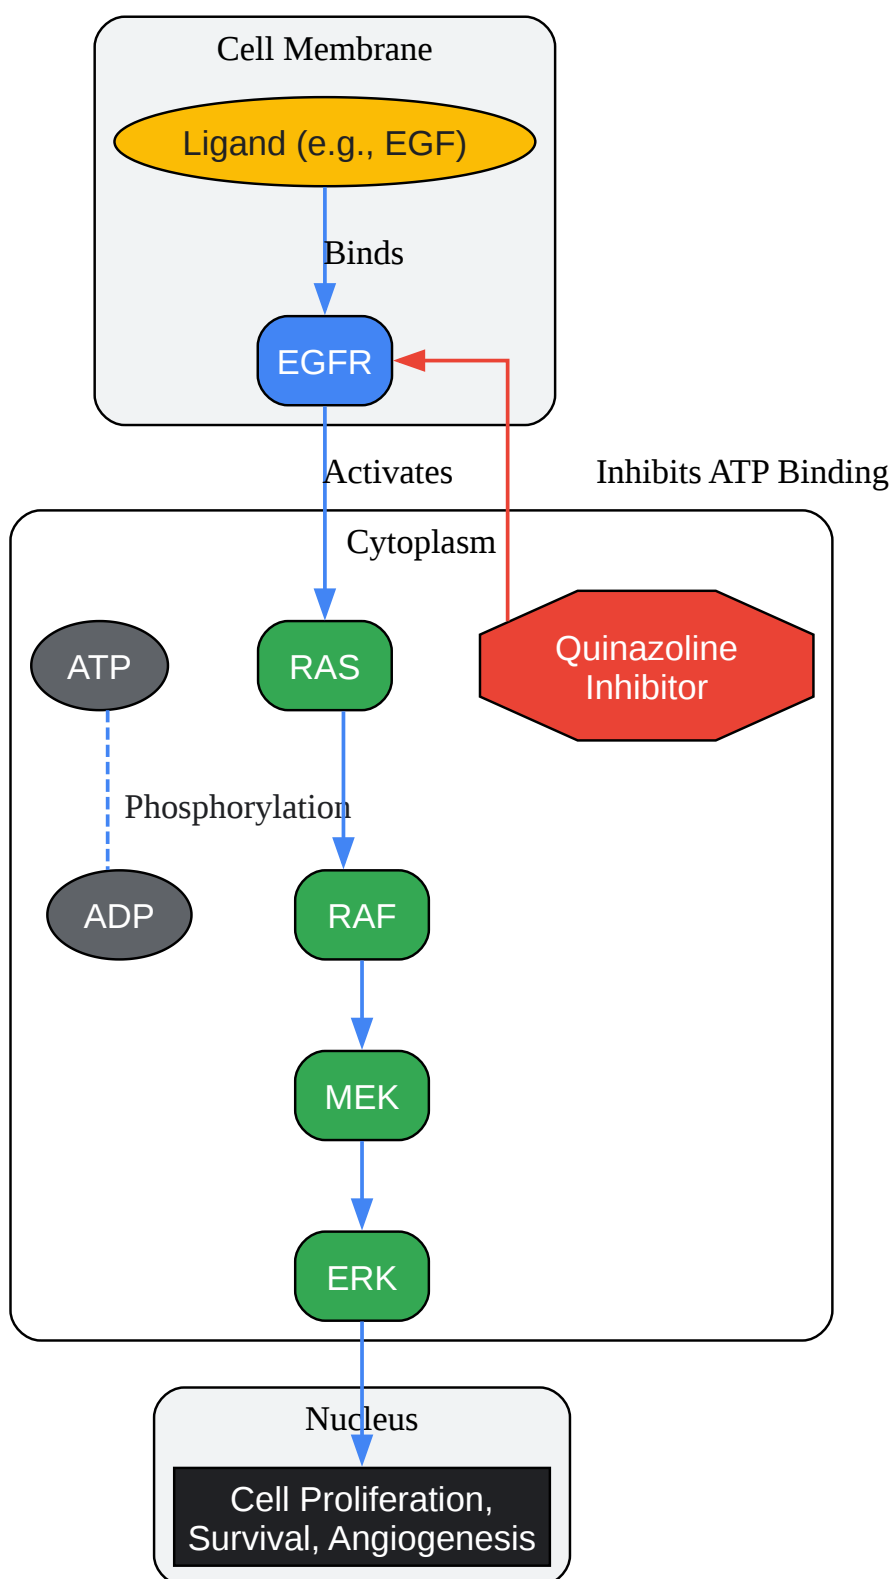 Cell Membrane
Ligand (e.g., EGF)
Binds
EGFR
Activates
Inhibits ATP Binding
Cytoplasm
ATP
RAS
Quinazoline
Inhibitor
Phosphorylation
ADP
RAF
MEK
ERK
Nucleus
Cell Proliferation,
Survival, Angiogenesis